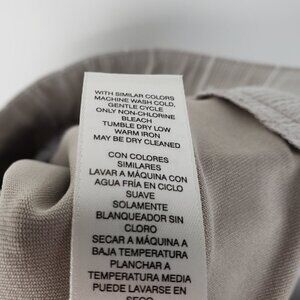 WITH SIMILAR COLORS
MACHINE WASH COLD,
GENTLE CYCLE
ONLY NON-CHLORINE
BLEACH
TUMBLE DRY LOW
WARM IRON
MAY BE DRY CLEANED
CON COLORES
SIMILARES
LAVAR A MÁQUINA CON
AGUA FRÍA EN CICLO
SUAVE
SOLAMENTE
BLANQUEADOR SIN
CLORO
SECAR A MÁQUINA A
BAJA TEMPERATURA
PLANCHAR A
TEMPERATURA MEDIA
PUEDE LAVARSE EN
SECO